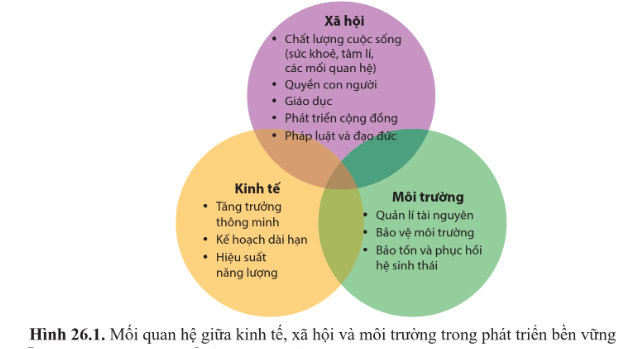 Xã hội
• Chất lượng cuộc sống
(sức khoẻ, tâm lí,
các mối quan hệ)
• Quyền con người
• Giáo dục
• Phát triển cộng đồng
• Pháp luật và đạo đức
Kinh tế
• Tăng trưởng
thông minh
• Kế hoạch dài hạn
• Hiệu suất
năng lượng
Môi trường
• Quản lí tài nguyên
• Bảo vệ môi trường
• Bảo tồn và phục hồi
hệ sinh thái
Hình 26.1. Mối quan hệ giữa kinh tế, xã hội và môi trường trong phát triển bền vững